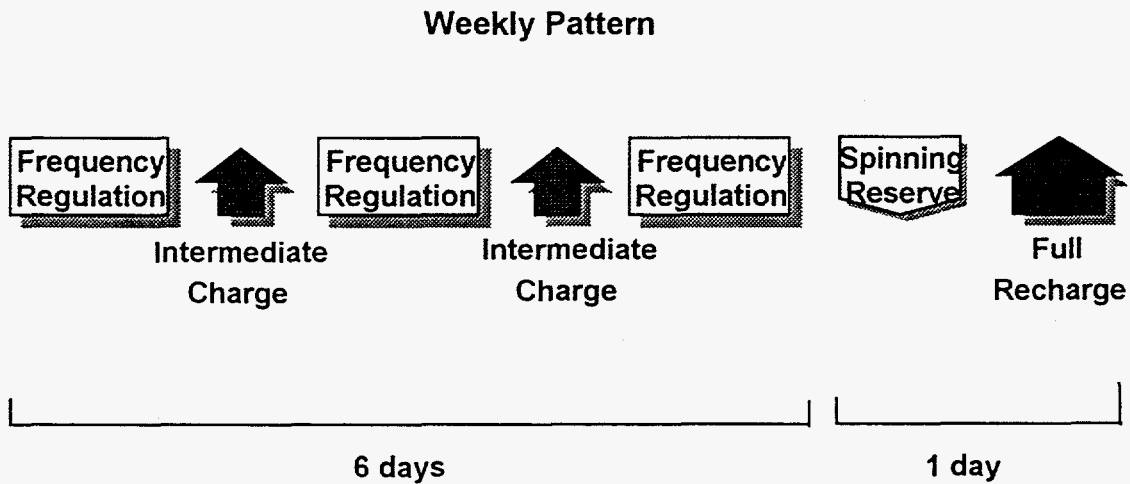 Weekly Pattern
Frequency
Regulation
Intermediate
Charge
Frequency
Regulation
Intermediate
Charge
Frequency
Regulation
Spinning
Reserve
Full
Recharge
6 days
1 day